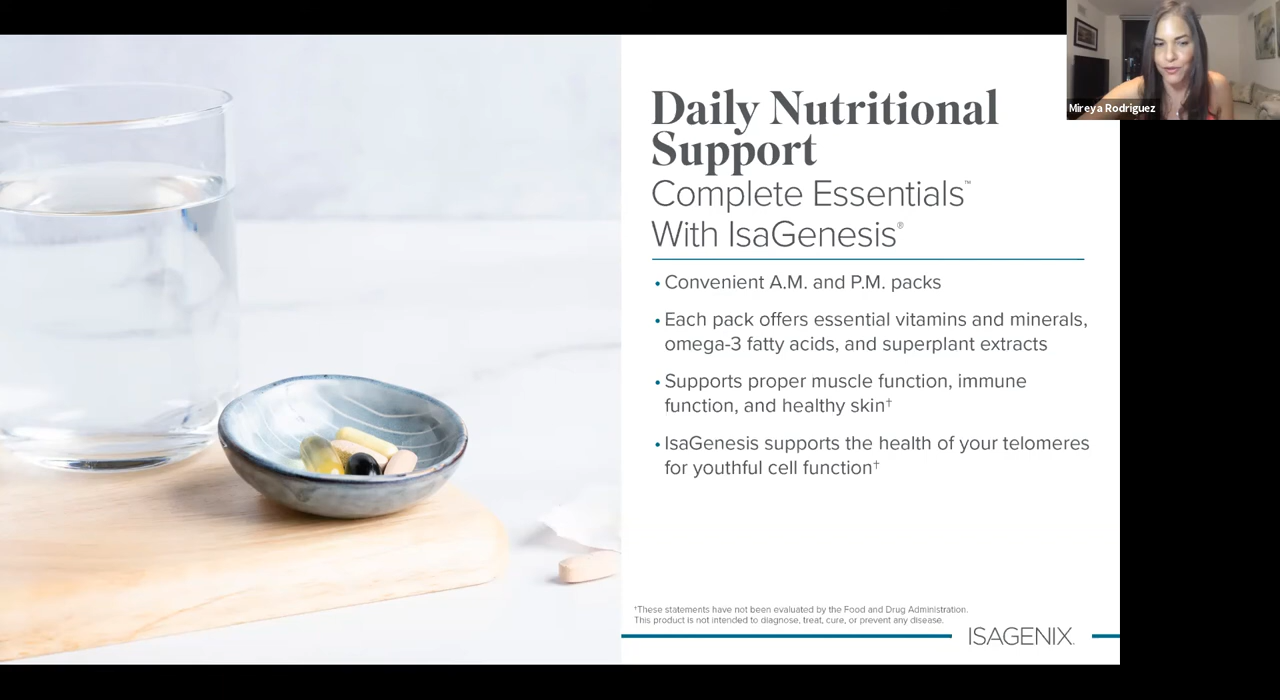 Mireya Rodriguez
Daily Nutritional
Support
Complete Essentials™
With IsaGenesis®
• Convenient A.M. and P.M. packs
• Each pack offers essential vitamins and minerals,
omega-3 fatty acids, and superplant extracts
• Supports proper muscle function, immune
function, and healthy skin†
• IsaGenesis supports the health of your telomeres
for youthful cell function†
†These statements have not been evaluated by the Food and Drug Administration.
This product is not intended to diagnose, treat, cure, or prevent any disease.
ISAGENIX.